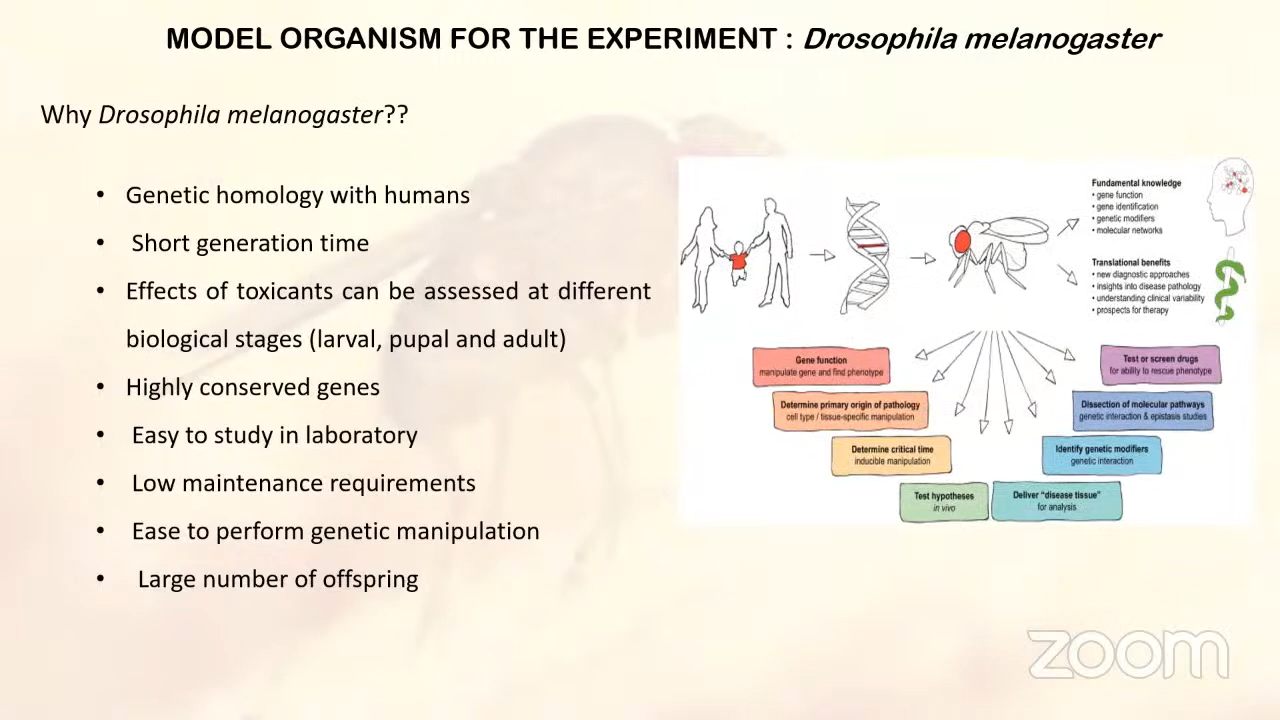 MODEL ORGANISM FOR THE EXPERIMENT : Drosophila melanogaster
Why Drosophila melanogaster??
• Genetic homology with humans
• Short generation time
• Effects of toxicants can be assessed at different
biological stages (larval, pupal and adult)
• Highly conserved genes
• Easy to study in laboratory
• Low maintenance requirements
• Ease to perform genetic manipulation
• Large number of offspring
Fundamental knowledge
• gene function
• gene identification
• genetic modifiers
• molecular networks
Translational benefits
• new diagnostic approaches
• insights into disease pathology
• understanding clinical variability
• prospects for therapy
Gene function
manipulate gene and find phenotype
Determine primary origin of pathology
cell type / tissue-specific manipulation
Determine critical time
inducible manipulation
Test hypotheses
in vivo
Deliver "disease tissue"
for analysis
Identify genetic modifiers
genetic interaction
Dissection of molecular pathways
genetic interaction & epistasis studies
Test or screen drugs
for ability to rescue phenotype
zoom